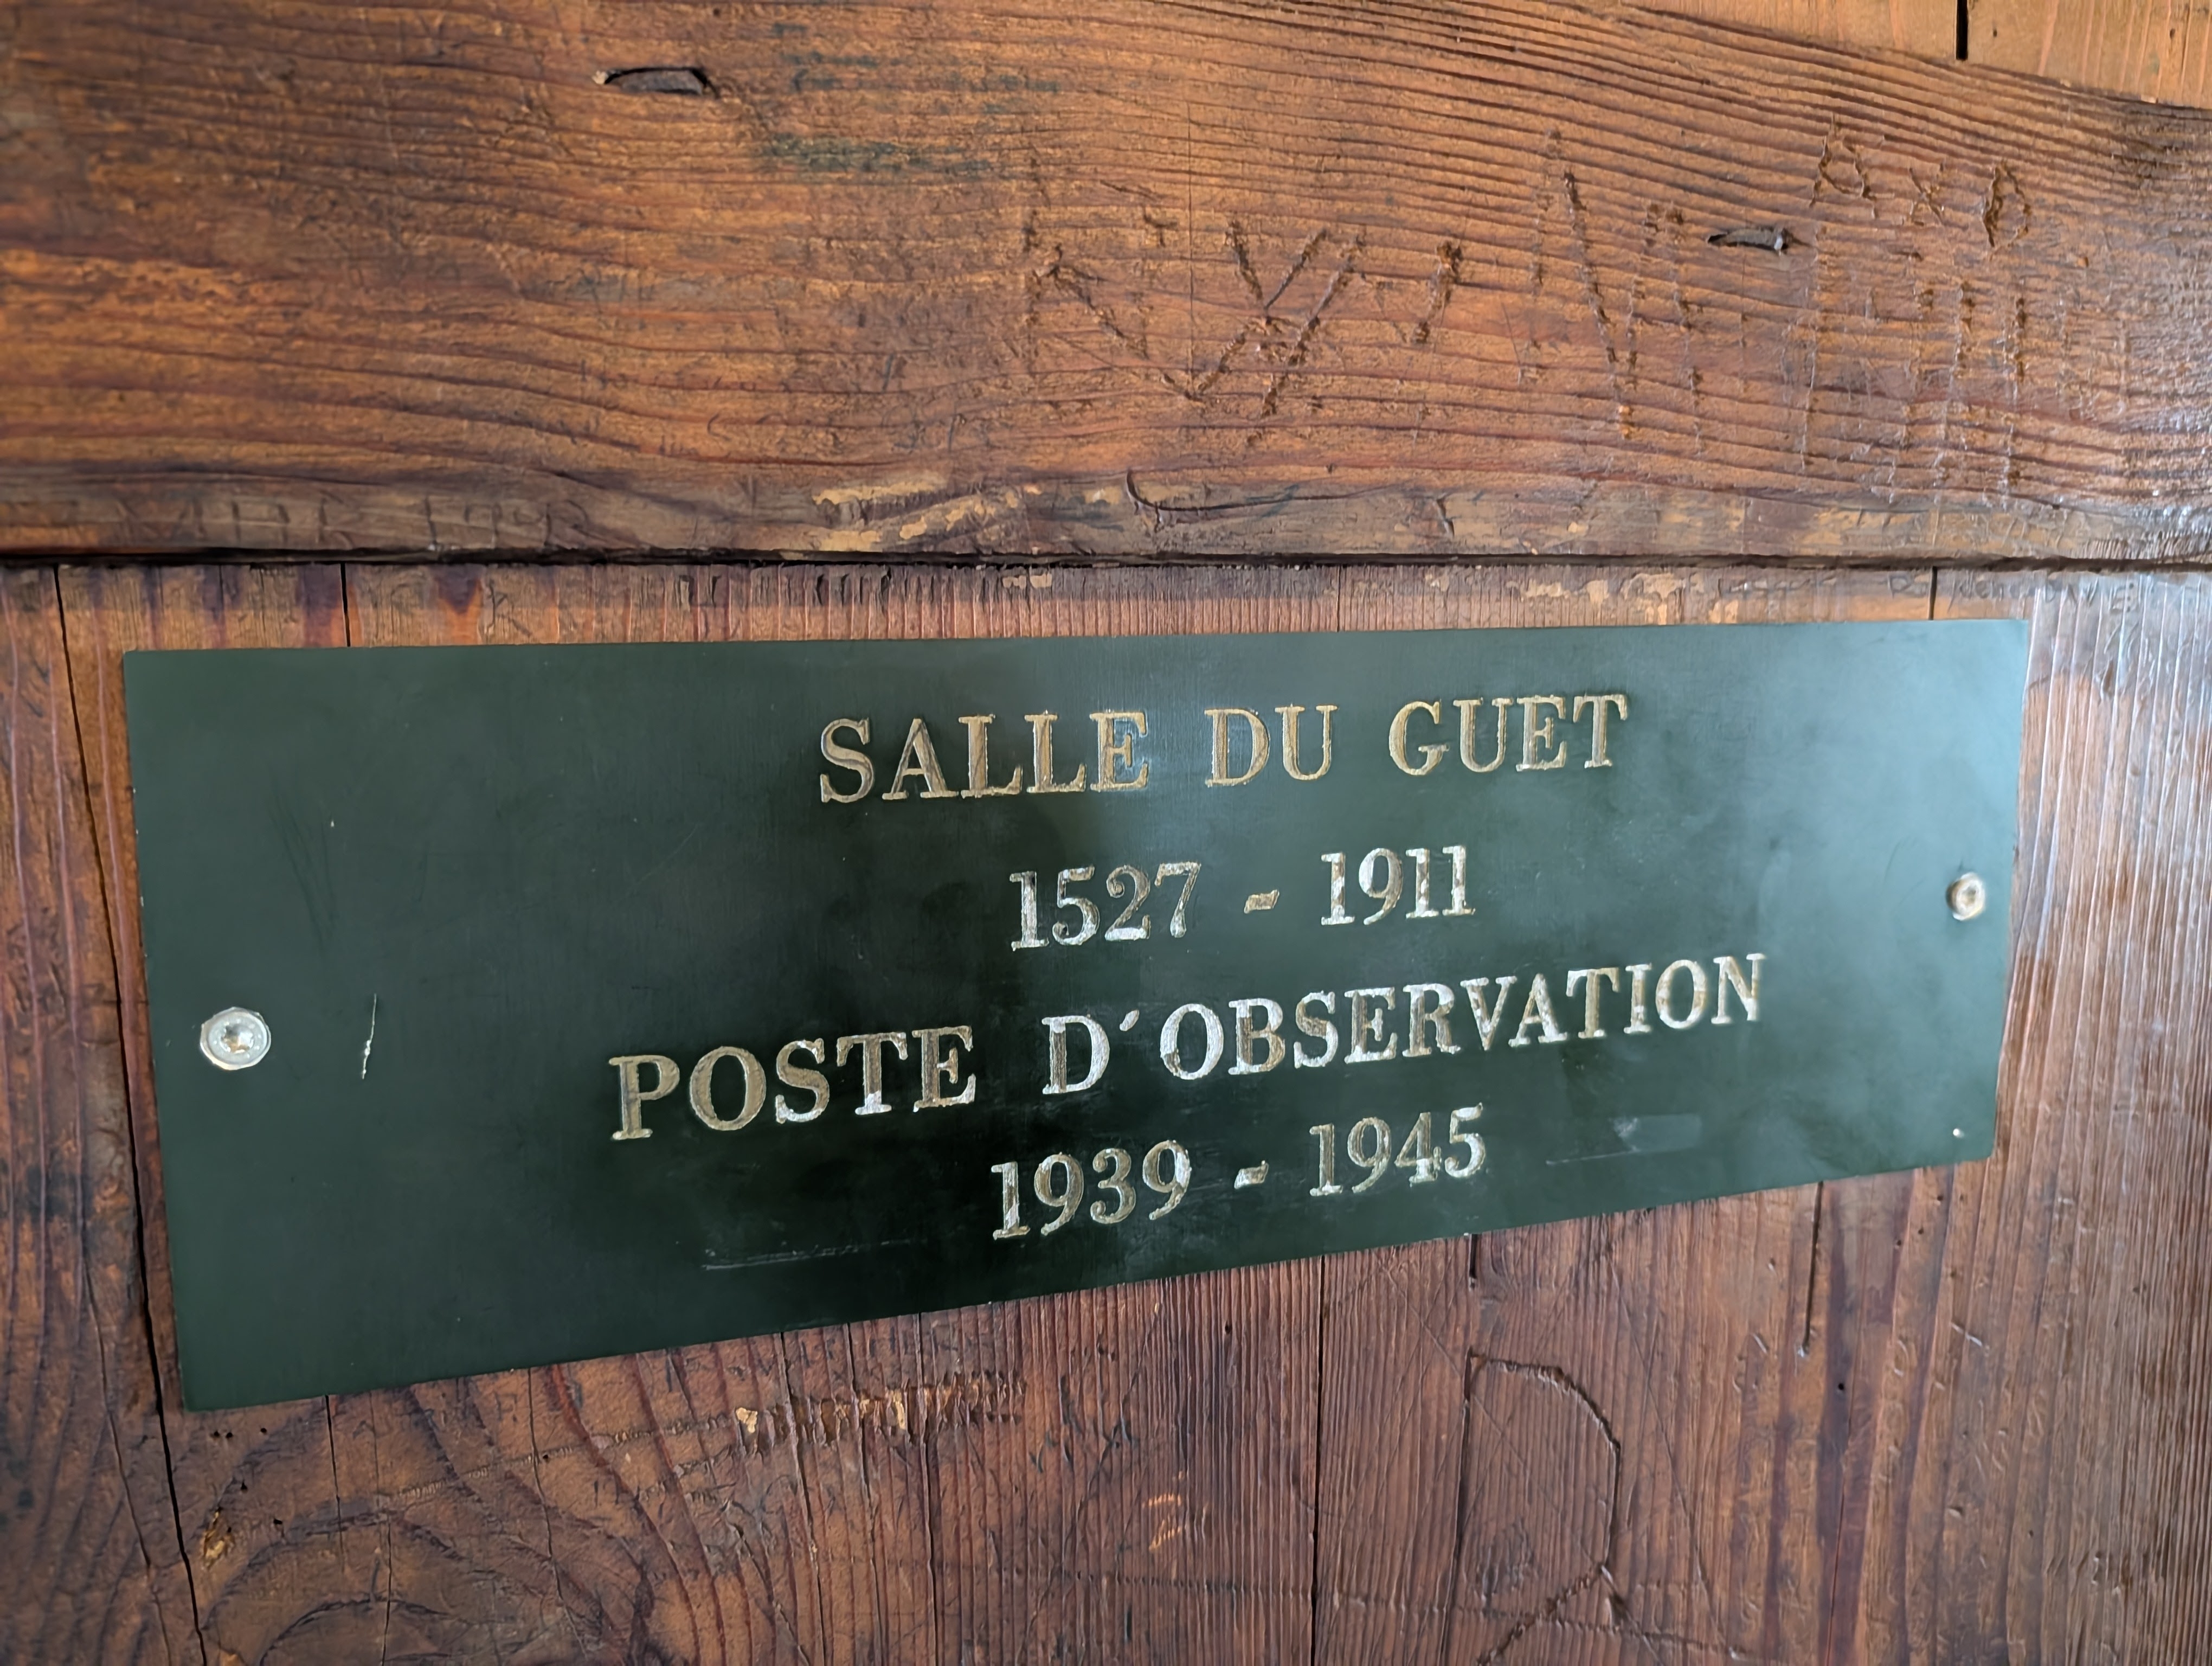 SALLE DU GUET
1527 - 1911
POSTE D'OBSERVATION
1939 - 1945